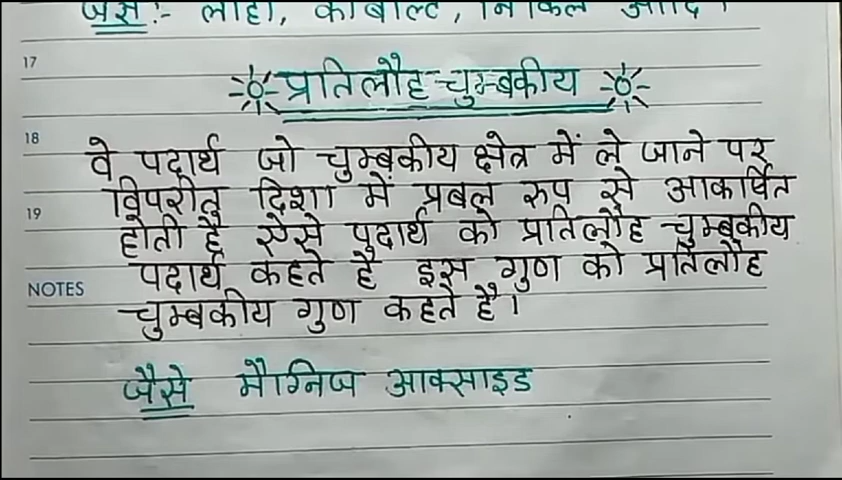 जैसे :- लोहा, कोबाल्ट, निकिल आदि।
17
प्रतिलौह चुम्बकीय
18
वे पदार्थ जो चुम्बकीय क्षेत्र में ले जाने पर
विपरीत दिशा में प्रबल रुप से आकर्षित
19
होती है ऐसे पदार्थ को प्रतिलौह चुम्बकीय
पदार्थ कहते है इस गुण को प्रतिलौह
NOTES
चुम्बकीय गुण कहते है।
जैसे मैग्निज आक्साइड